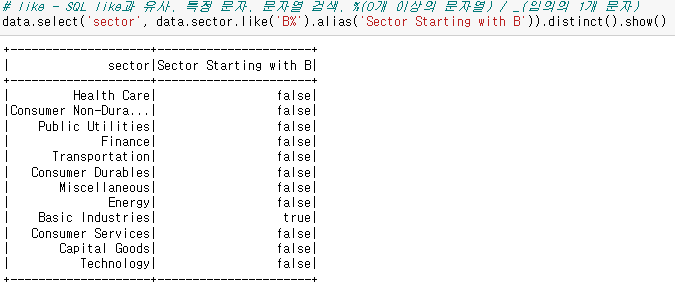 # like - SQL like과 유사. 특정 문자. 문자열 검색. %(0개 이상의 문자열) / _(임의의 1개 문자)
data.select('sector', data.sector.like('B%').alias('Sector Starting with B')).distinct().show()
+--------------------+----------------------+
|              sector|Sector Starting with B|
+--------------------+----------------------+
|         Health Care|                 false|
|Consumer Non-Dura...|                 false|
|    Public Utilities|                 false|
|             Finance|                 false|
|      Transportation|                 false|
|   Consumer Durables|                 false|
|       Miscellaneous|                 false|
|              Energy|                 false|
|    Basic Industries|                  true|
|   Consumer Services|                 false|
|       Capital Goods|                 false|
|          Technology|                 false|
+--------------------+----------------------+